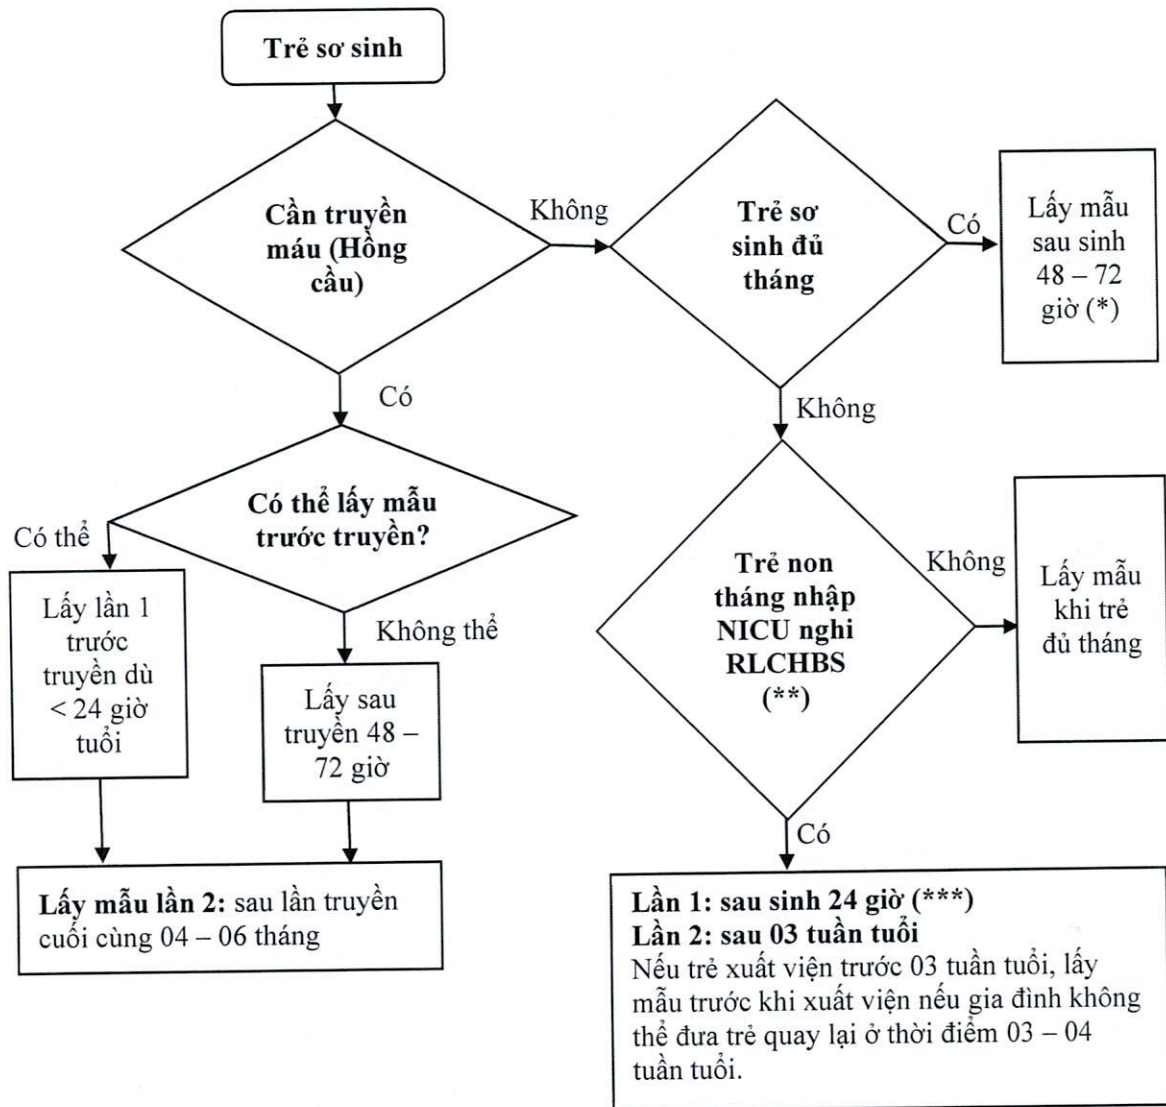 Trẻ sơ sinh
Cần truyền
máu (Hồng
cầu)
Không
Trẻ sơ
sinh đủ
tháng
Có
Lấy mẫu
sau sinh
48 – 72
giờ (*)
Có
Không
Có thể lấy mẫu
trước truyền?
Có thể
Lấy lần 1
trước
truyền dù
< 24 giờ
tuổi
Không thể
Lấy sau
truyền 48 –
72 giờ
Trẻ non
tháng nhập
NICU nghi
RLCHBS
(**)
Không
Lấy mẫu
khi trẻ
đủ tháng
Có
Lấy mẫu lần 2: sau lần truyền
cuối cùng 04 – 06 tháng
Lần 1: sau sinh 24 giờ (***)
Lần 2: sau 03 tuần tuổi
Nếu trẻ xuất viện trước 03 tuần tuổi, lấy
mẫu trước khi xuất viện nếu gia đình không
thể đưa trẻ quay lại ở thời điểm 03 – 04
tuần tuổi.